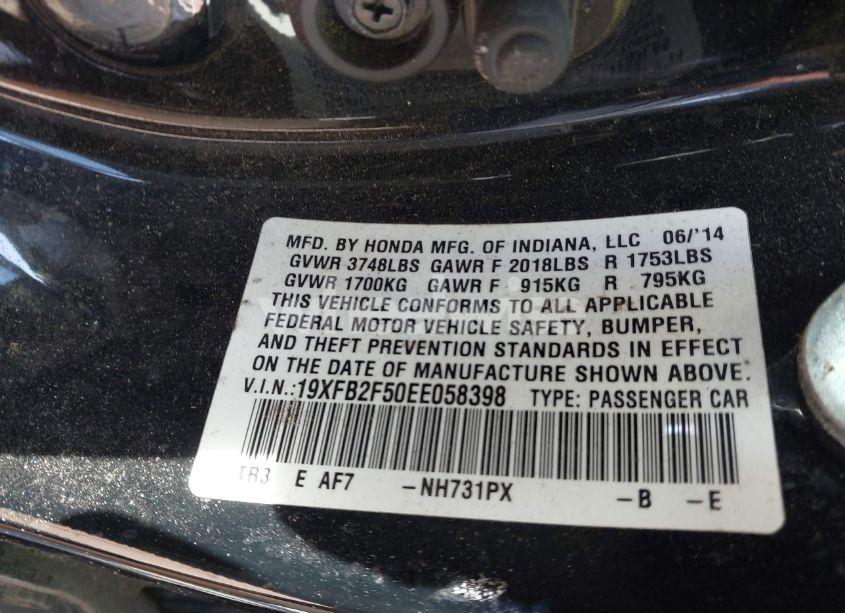 MFD. BY HONDA MFG. OF INDIANA, LLC 06/'14
GVWR 3748LBS GAWR F 2018LBS R 1753LBS
GVWR 1700KG GAWR F 915KG R 795KG
THIS VEHICLE CONFORMS TO ALL APPLICABLE
FEDERAL MOTOR VEHICLE SAFETY, BUMPER,
AND THEFT PREVENTION STANDARDS IN EFFECT
ON THE DATE OF MANUFACTURE SHOWN ABOVE.
V.I.N.:19XFB2F50EE058398 TYPE: PASSENGER CAR
TR3 E AF7 -NH731PX -B -E